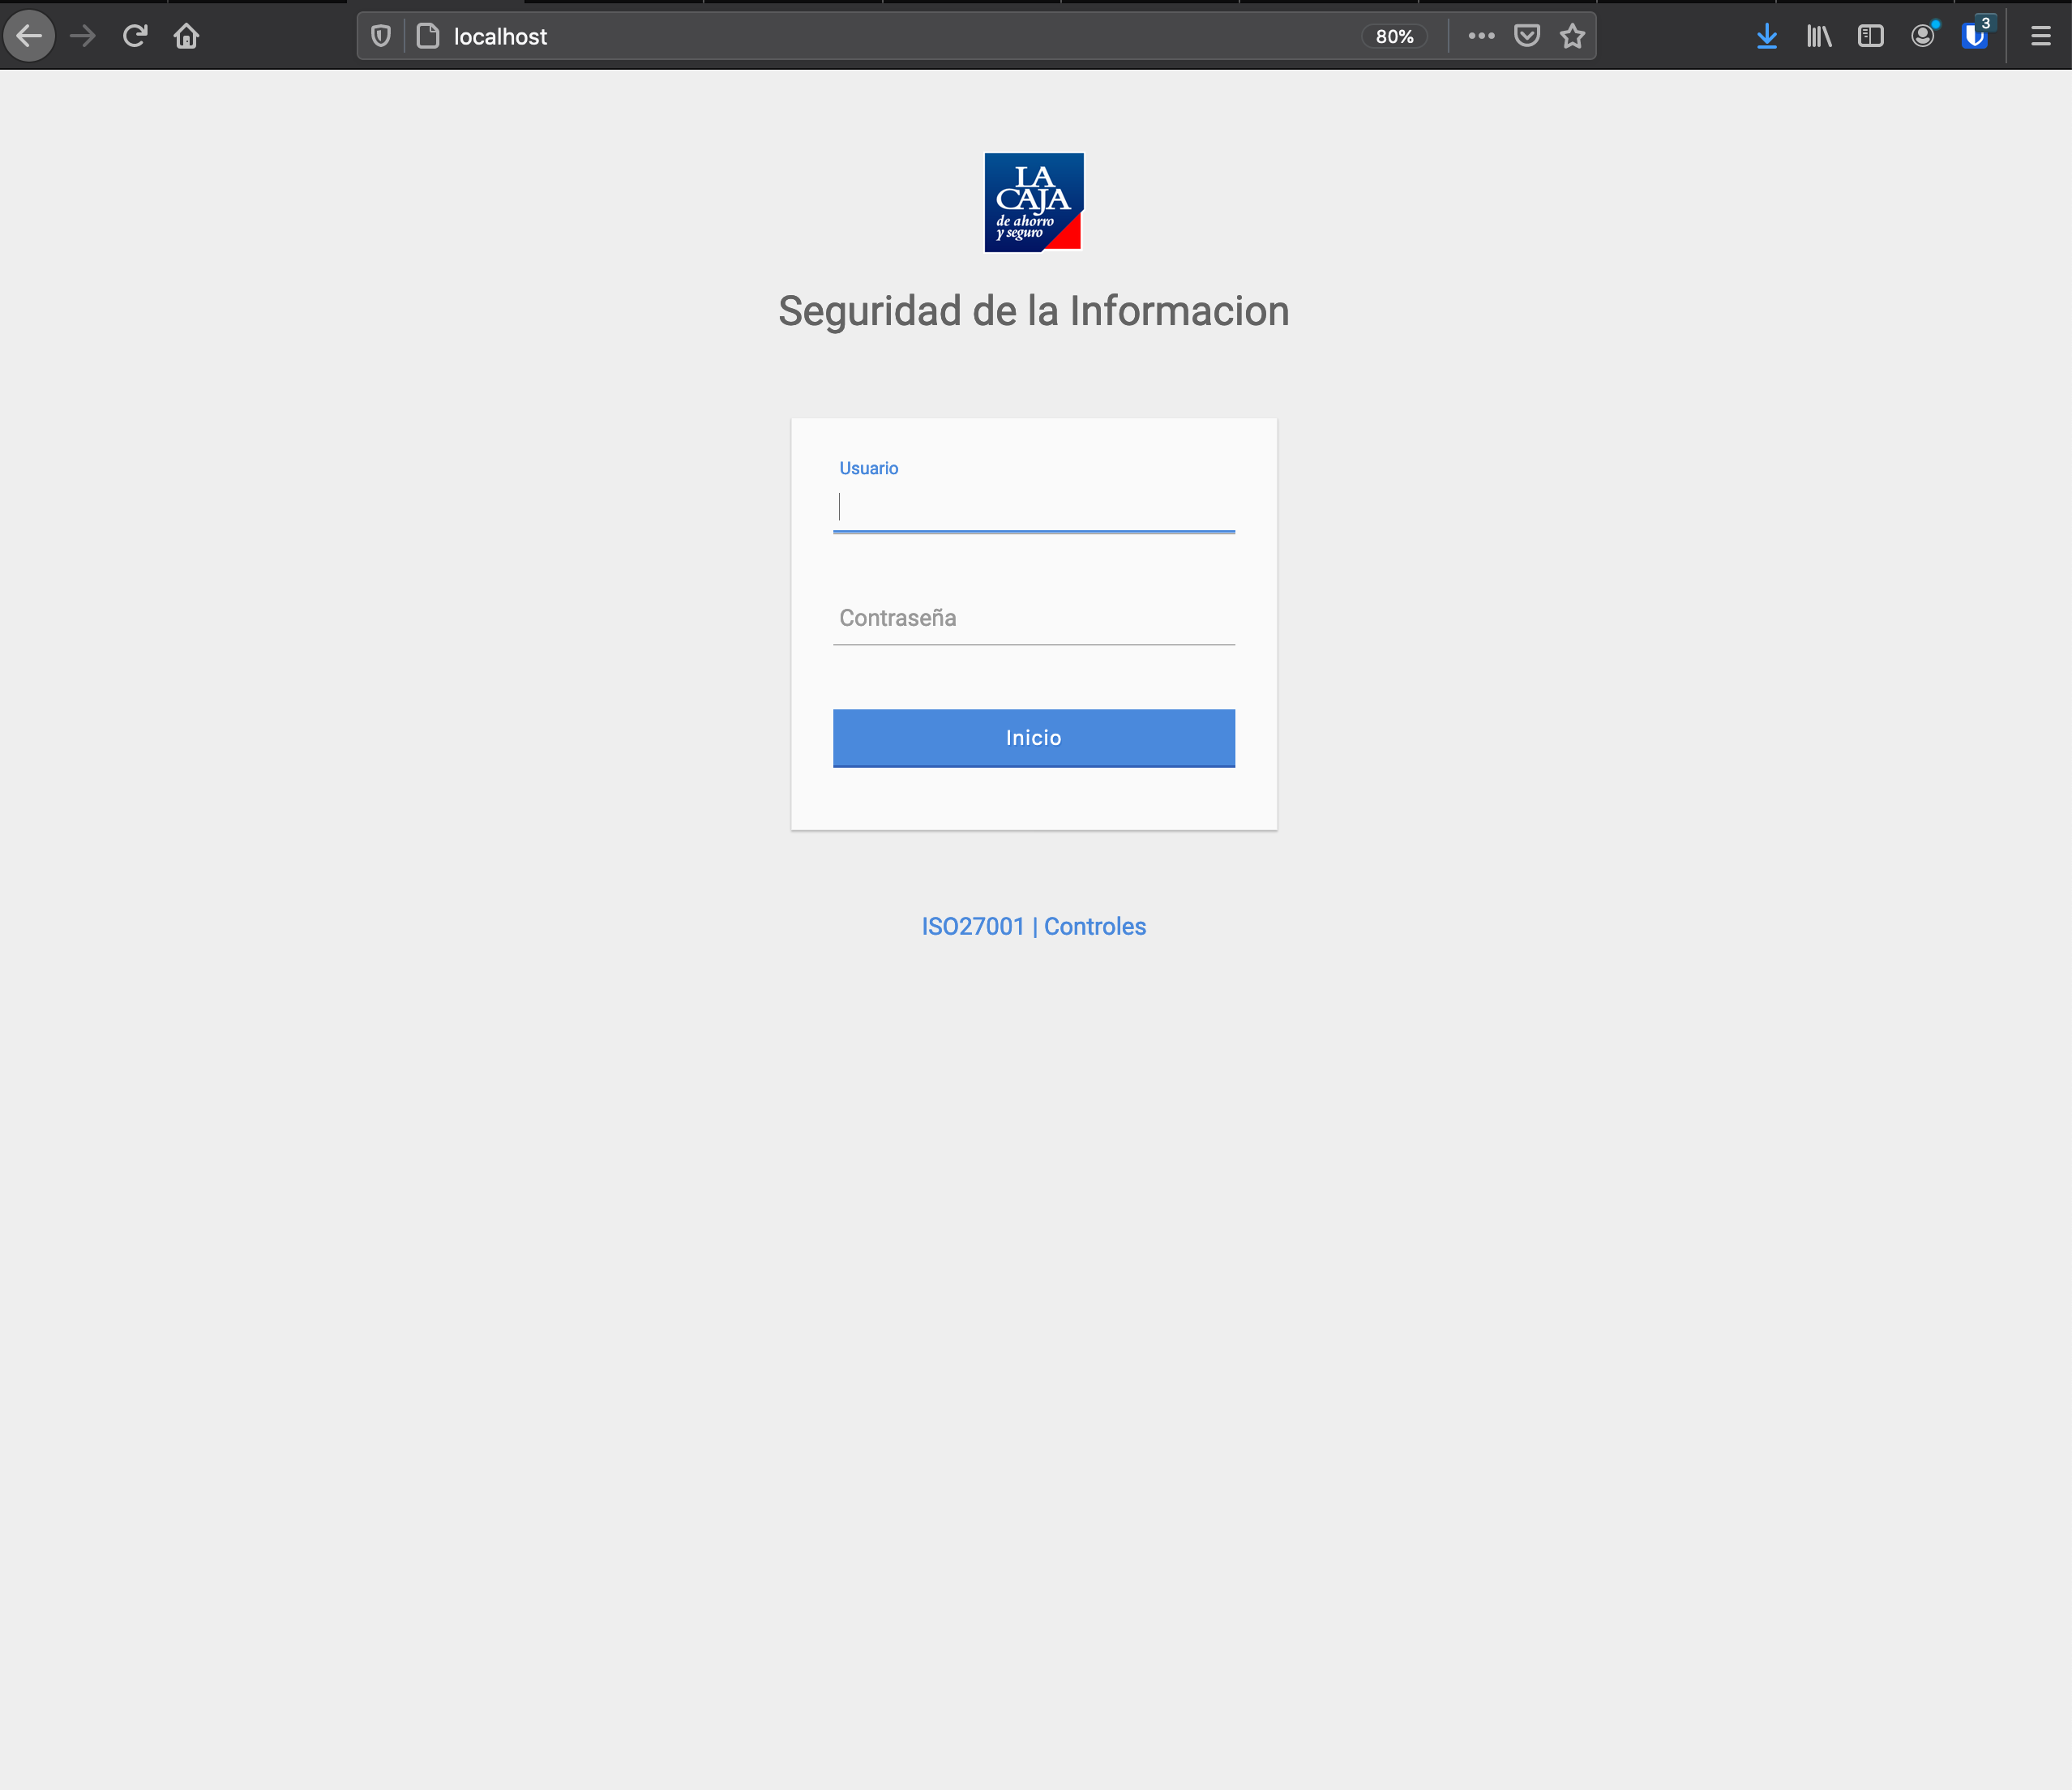 localhost
80%
3
LA
CAJA
de ahorro
y seguro
Seguridad de la Informacion
Usuario
Contraseña
Inicio
ISO27001 | Controles